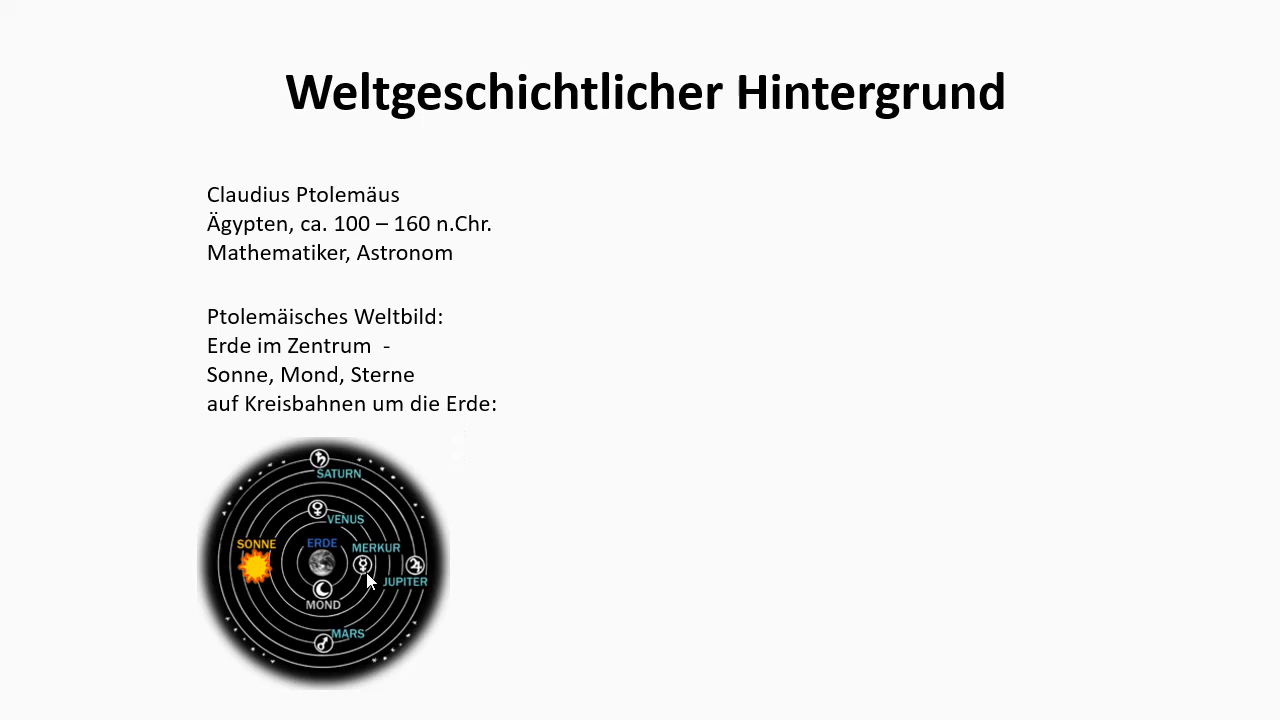 Weltgeschichtlicher Hintergrund
Claudius Ptolemäus
Ägypten, ca. 100 – 160 n.Chr.
Mathematiker, Astronom
Ptolemäisches Weltbild:
Erde im Zentrum  -
Sonne, Mond, Sterne
auf Kreisbahnen um die Erde:
SATURN
VENUS
SONNE
ERDE
MERKUR
JUPITER
MOND
MARS